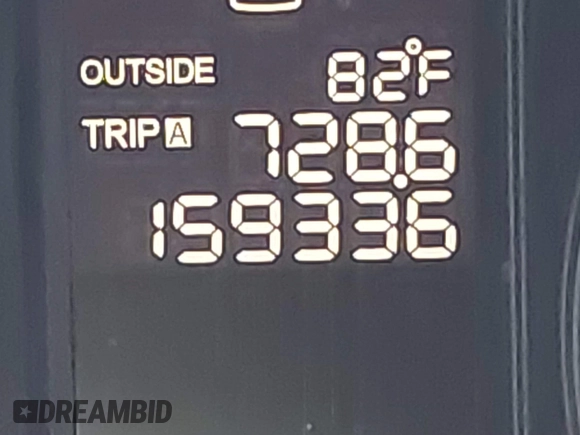 OUTSIDE 82°F
TRIP A 728.6
159336
DREAMBID